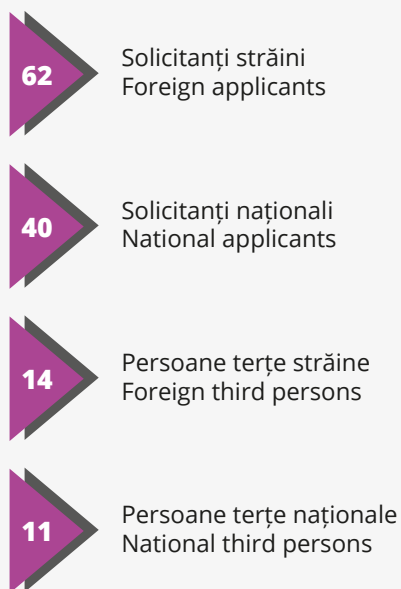 62
Solicitanți străini
Foreign applicants
40
Solicitanți naționali
National applicants
14
Persoane terțe străine
Foreign third persons
11
Persoane terțe naționale
National third persons